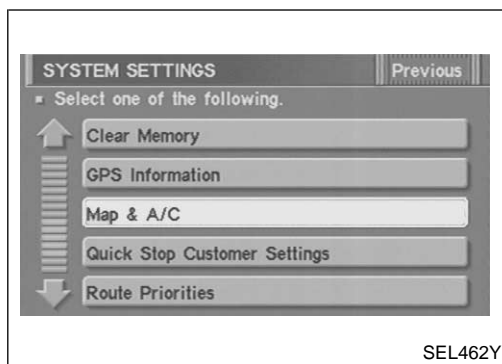 SYSTEM SETTINGS
Previous
Select one of the following.
Clear Memory
GPS Information
Map & A/C
Quick Stop Customer Settings
Route Priorities
SEL462Y